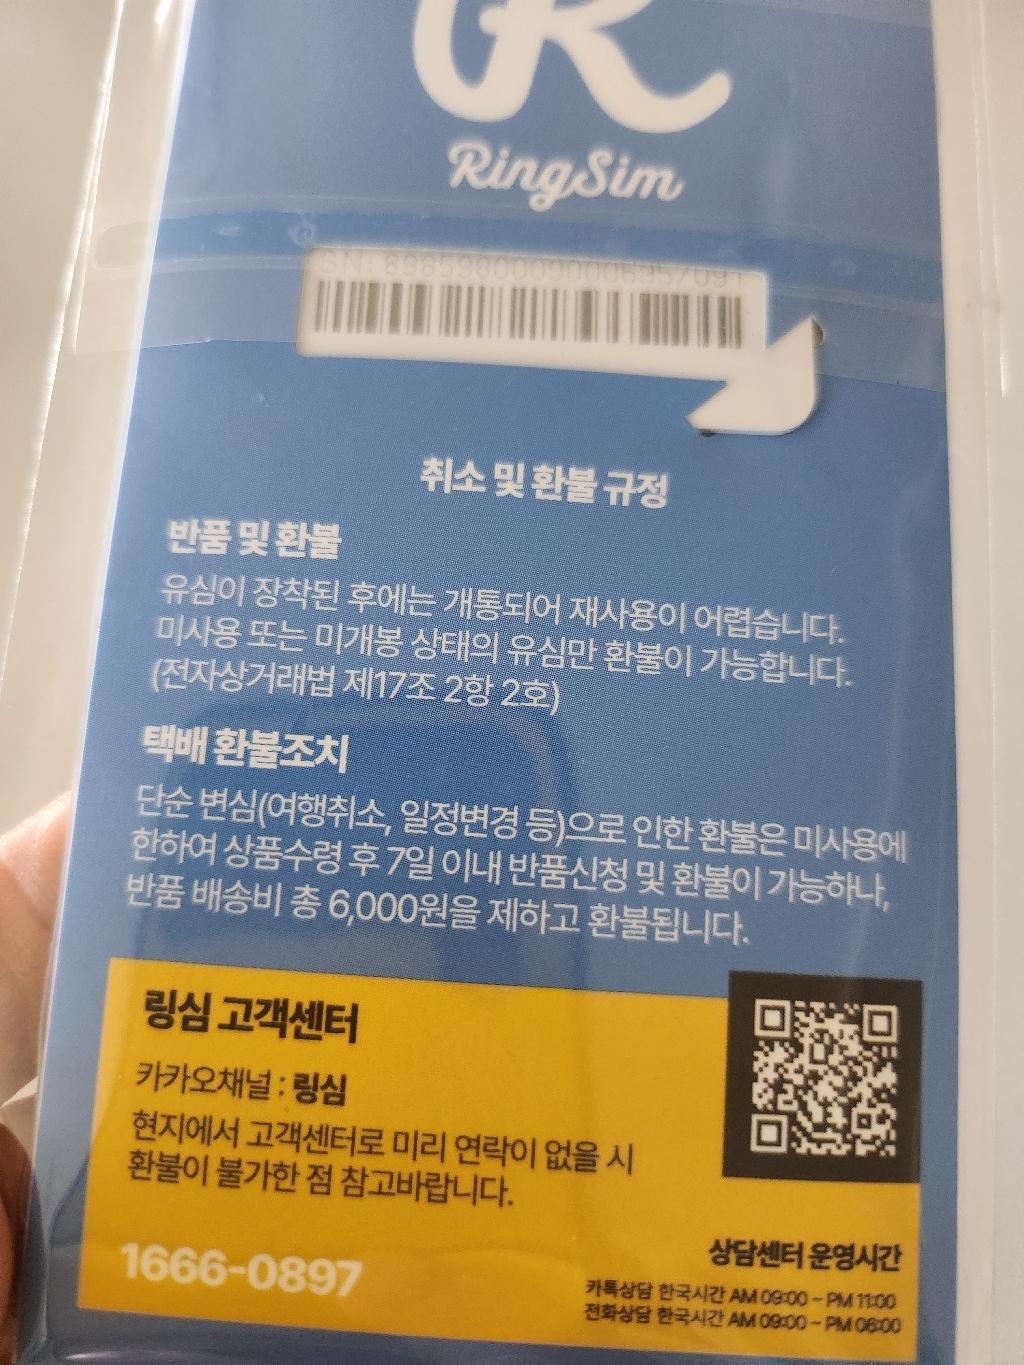 RingSim
SN: 89859800090006957091
취소 및 환불 규정
반품 및 환불
유심이 장착된 후에는 개통되어 재사용이 어렵습니다.
미사용 또는 미개봉 상태의 유심만 환불이 가능합니다.
(전자상거래법 제17조 2항 2호)
택배 환불조치
단순 변심(여행취소, 일정변경 등)으로 인한 환불은 미사용에
한하여 상품수령 후 7일 이내 반품신청 및 환불이 가능하나,
반품 배송비 총 6,000원을 제하고 환불됩니다.
링심 고객센터
카카오채널 : 링심
현지에서 고객센터로 미리 연락이 없을 시
환불이 불가한 점 참고바랍니다.
1666-0897
상담센터 운영시간
카톡상담 한국시간 AM 09:00 ~ PM 11:00
전화상담 한국시간 AM 09:00 ~ PM 06:00